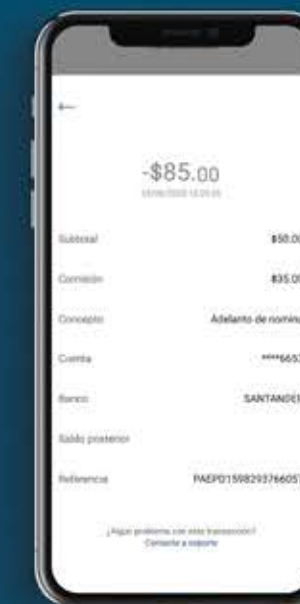 -$85.00
Subtotal $50.00
Comisión $35.00
Concepto Adelanto de nomina
Cuenta ****6653
Banco SANTANDER
Saldo posterior
Referencia
¿Algún problema con esta transacción?
Contacta a soporte